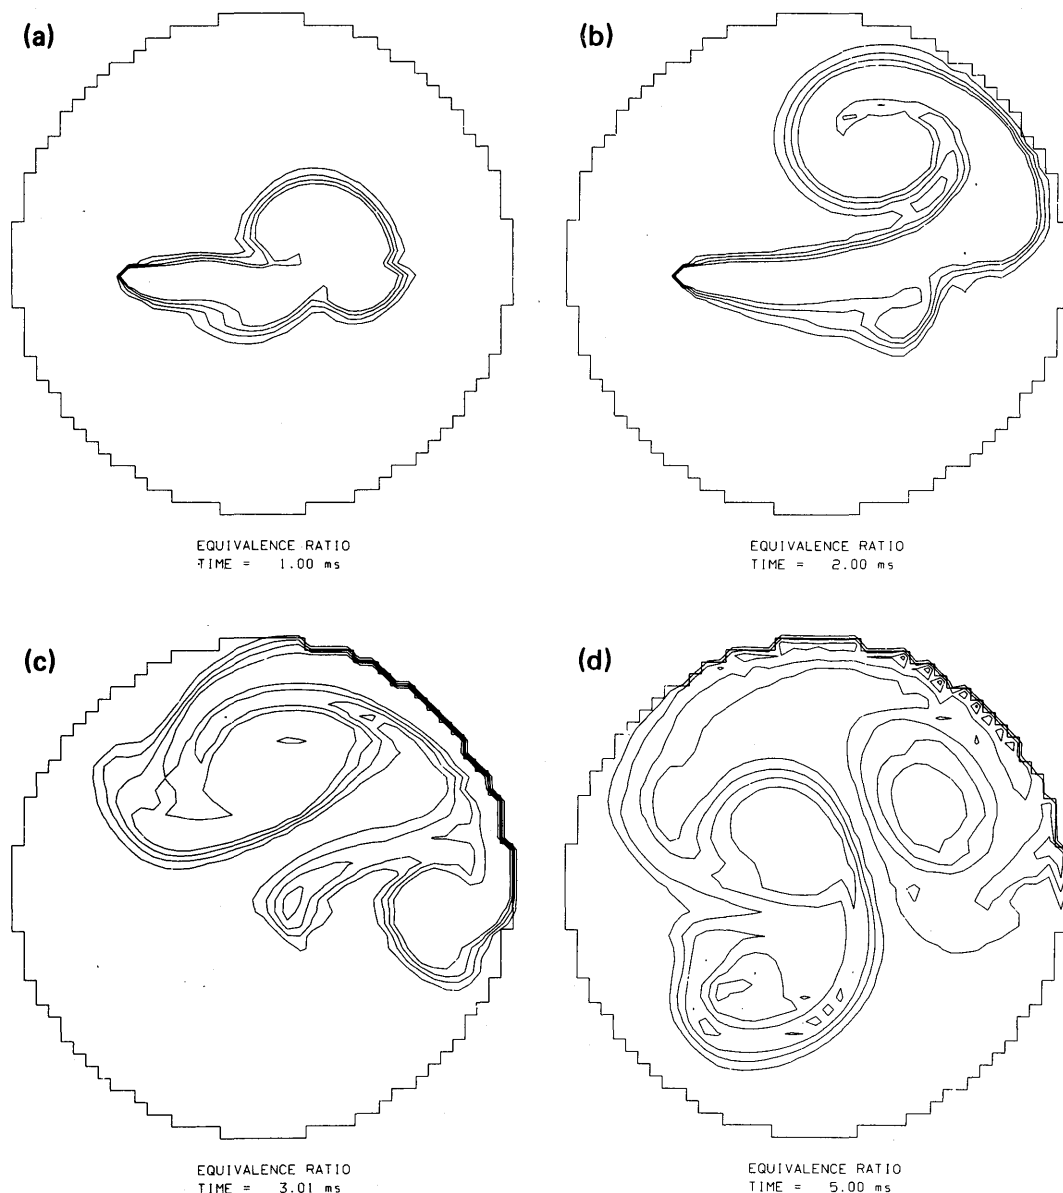 (a)
(b)
EQUIVALENCE RATIO
TIME = 1.00 ms
EQUIVALENCE RATIO
TIME = 2.00 ms
(c)
(d)
EQUIVALENCE RATIO
TIME = 3.01 ms
EQUIVALENCE RATIO
TIME = 5.00 ms